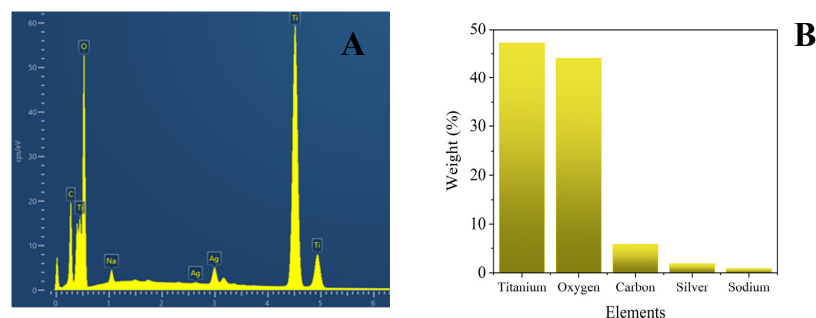 A
60
50
40
30
20
10
0
cps/eV
Ti
O
C
Ti
Na
Ag
Ag
Ti
0 1 2 3 4 5 6
B
50
40
30
20
10
0
Weight (%)
Titanium Oxygen Carbon Silver Sodium
Elements